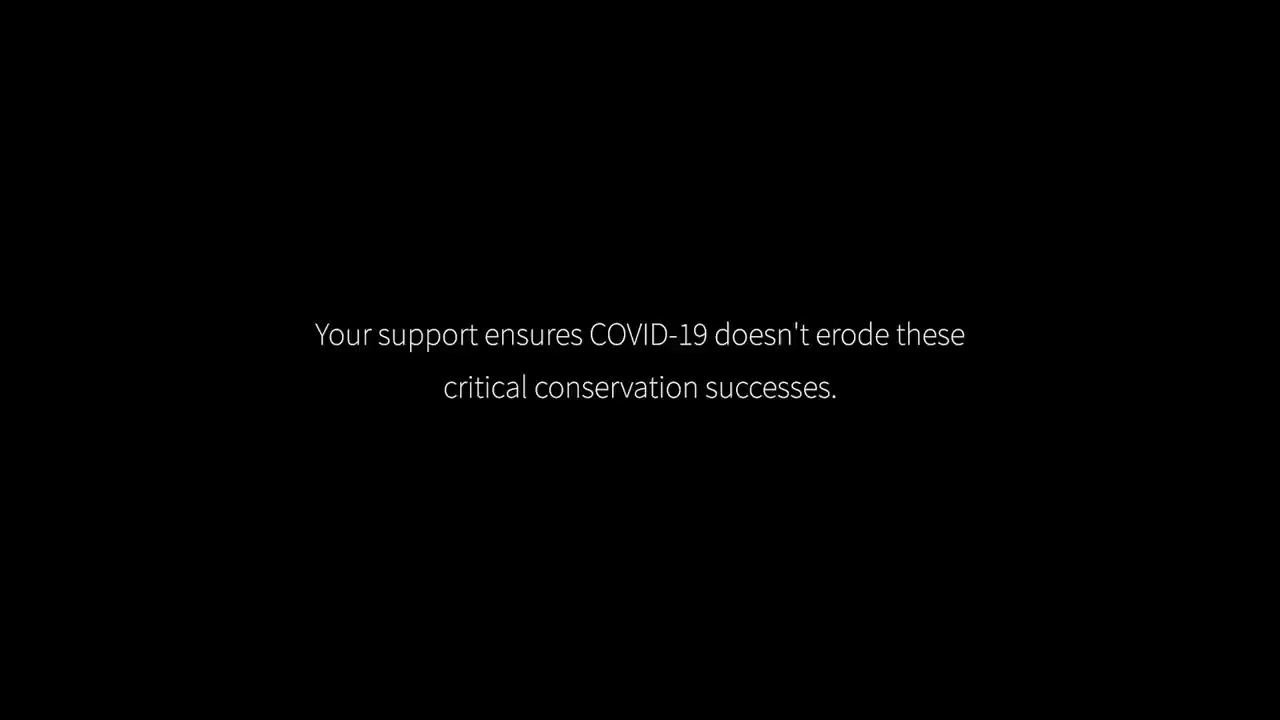 Your support ensures COVID-19 doesn't erode these
critical conservation successes.